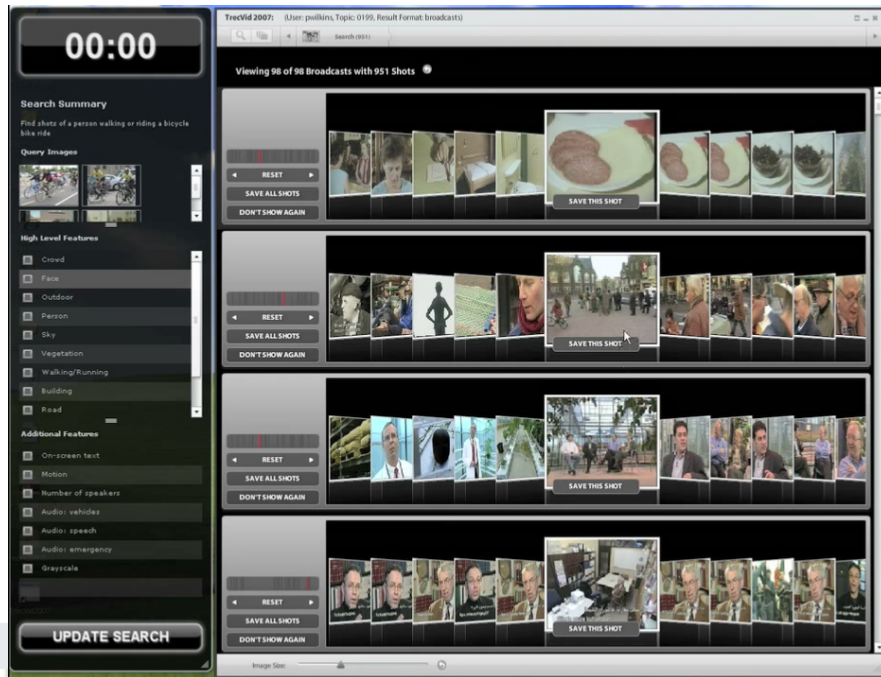 00:00
Search Summary
Find shots of a person walking or riding a bicycle
bike ride
Query Images
High Level Features
Crowd
Face
Outdoor
Person
Sky
Vegetation
Walking/Running
Building
Road
Additional Features
On-screen text
Motion
Number of speakers
Audio: vehicles
Audio: speech
Audio: emergency
Grayscale
UPDATE SEARCH
TrecVid 2007: (User: pwilkins, Topic: 0199, Result Format: broadcasts)
Search (951)
Viewing 98 of 98 Broadcasts with 951 Shots
RESET
SAVE ALL SHOTS
DON'T SHOW AGAIN
SAVE THIS SHOT
RESET
SAVE ALL SHOTS
DON'T SHOW AGAIN
SAVE THIS SHOT
RESET
SAVE ALL SHOTS
DON'T SHOW AGAIN
SAVE THIS SHOT
RESET
SAVE ALL SHOTS
DON'T SHOW AGAIN
SAVE THIS SHOT
Image Size: